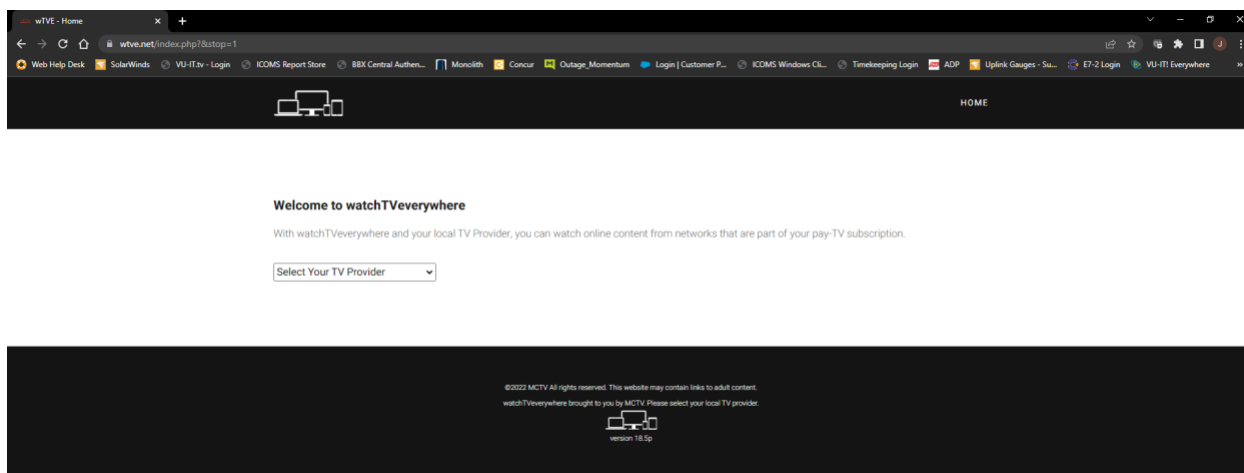 wTVE - Home
wtve.net/index.php?&stop=1
Web Help Desk SolarWinds VU-IT.tv - Login ICOMS Report Store BBX Central Authen... Monolith Concur Outage_Momentum Login | Customer P... ICOMS Windows Cli... Timekeeping Login ADP Uplink Gauges - Su... E7-2 Login VU-IT! Everywhere
HOME
Welcome to watchTVeverywhere
With watchTVeverywhere and your local TV Provider, you can watch online content from networks that are part of your pay-TV subscription.
Select Your TV Provider
©2022 MCTV All rights reserved. This website may contain links to adult content.
watchTVeverywhere brought to you by MCTV. Please select your local TV provider.
version 18.5p